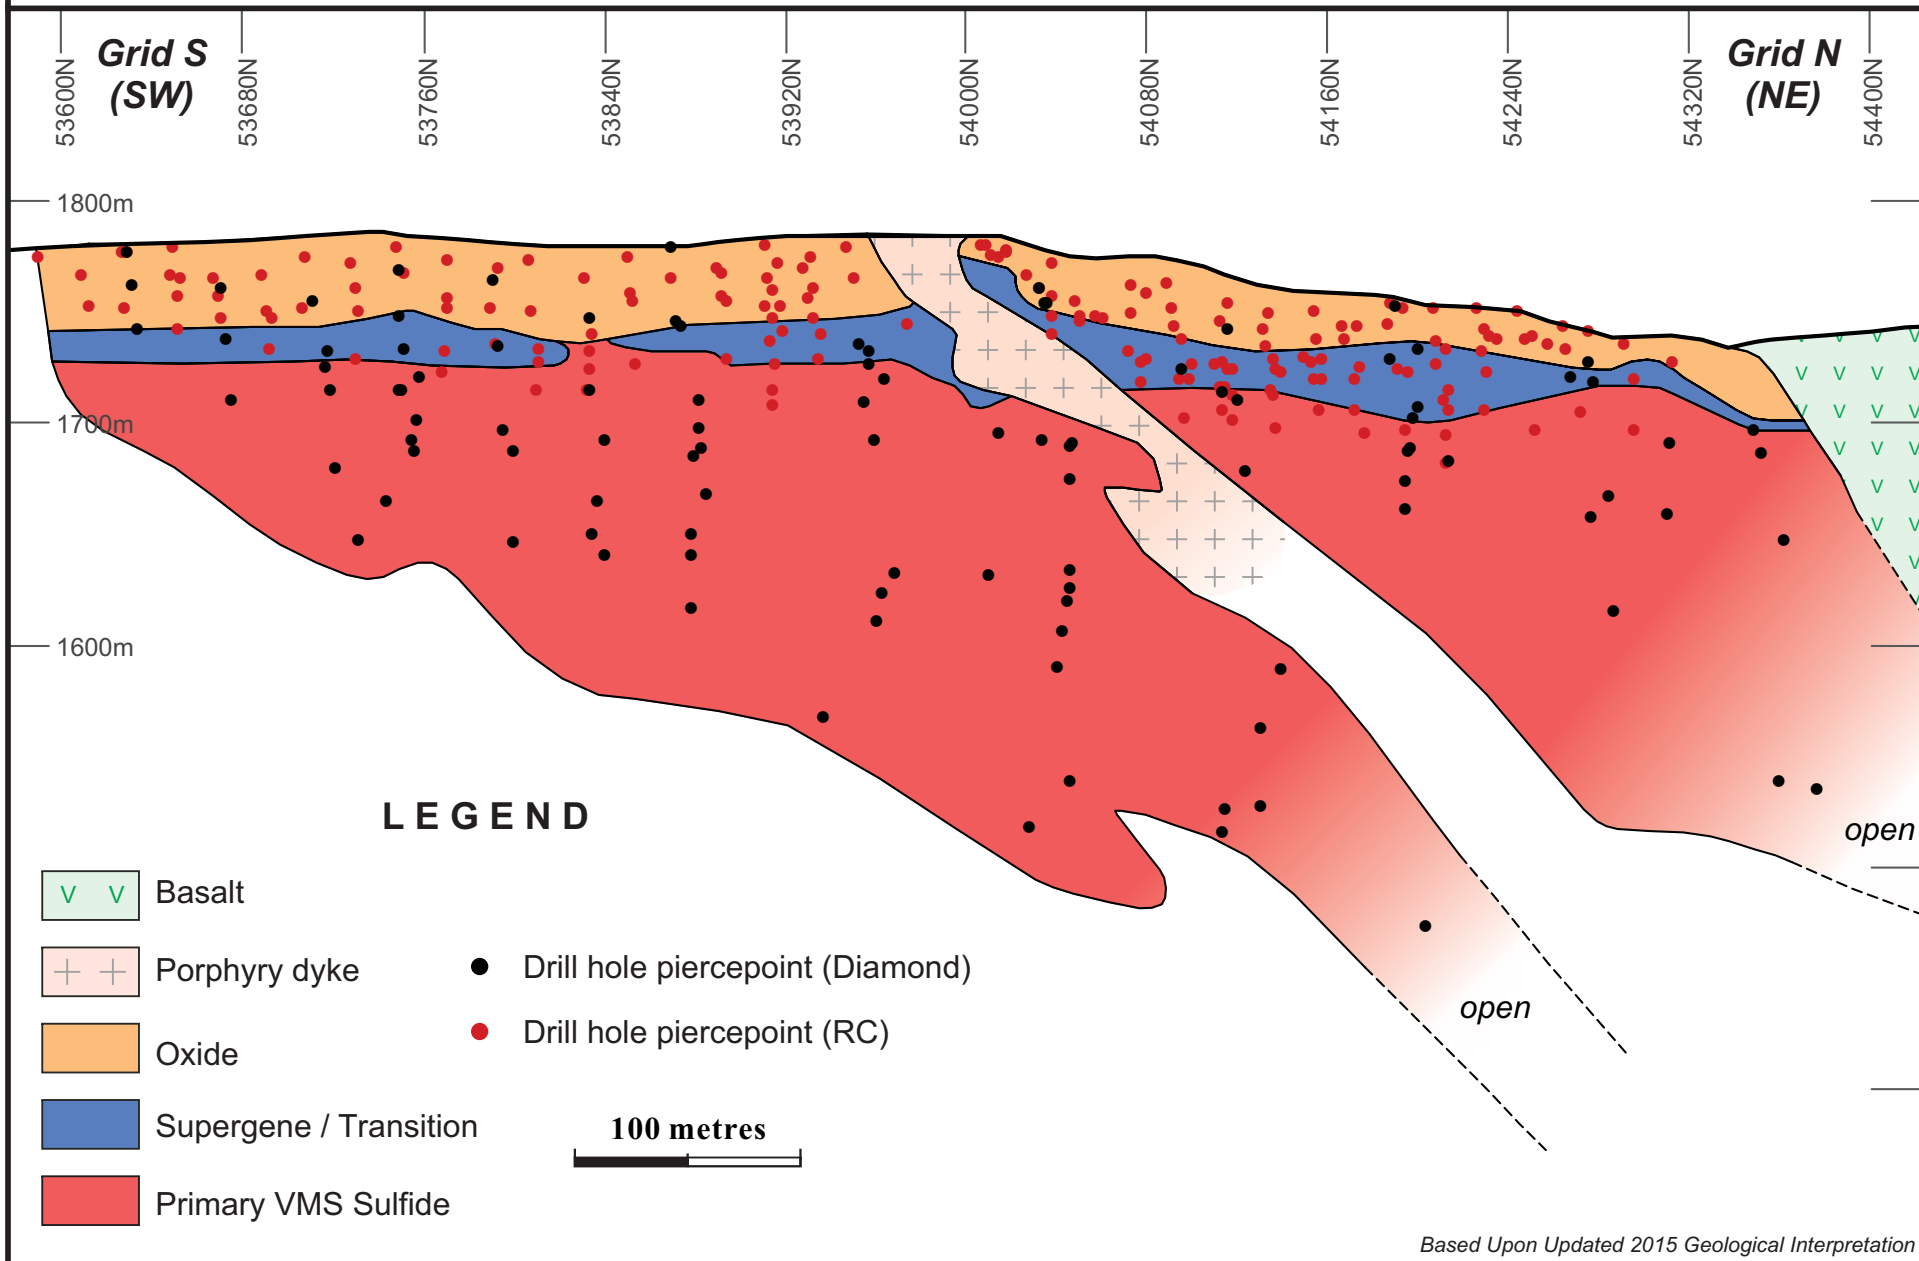 Grid S
(SW)
Grid N
(NE)
53600N
53680N
53760N
53840N
53920N
54000N
54080N
54160N
54240N
54320N
54400N
1800m
1700m
1600m
open
open
LEGEND
Basalt
Porphyry dyke
Oxide
Supergene / Transition
Primary VMS Sulfide
Drill hole piercepoint (Diamond)
Drill hole piercepoint (RC)
100 metres
Based Upon Updated 2015 Geological Interpretation